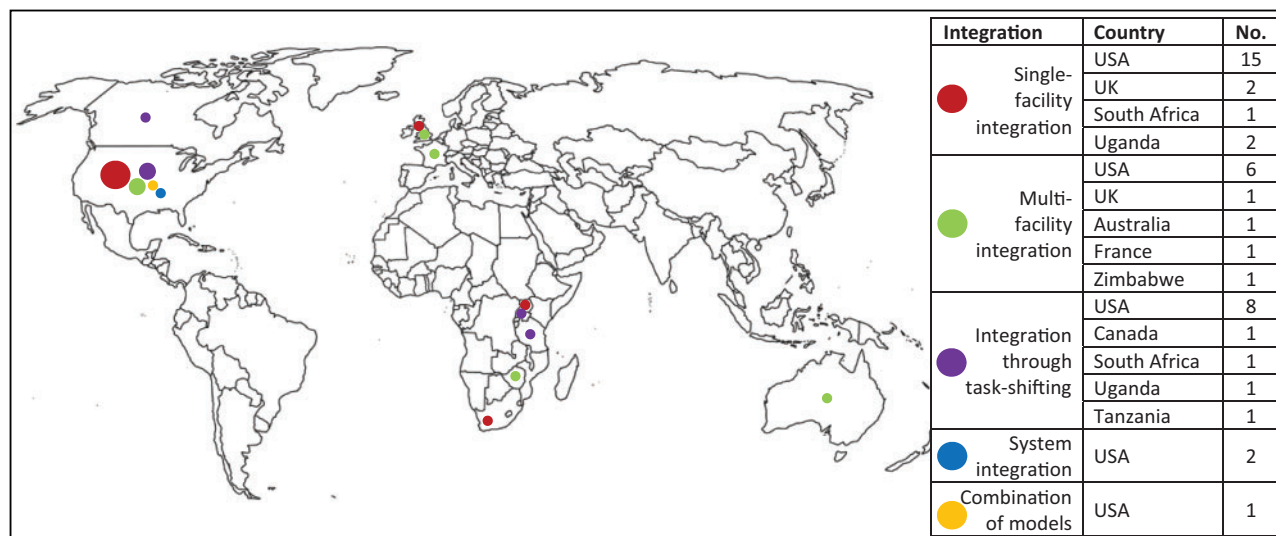 Integration Country No.
Single-
facility
integration
USA 15
UK 2
South Africa 1
Uganda 2
Multi-
facility
integration
USA 6
UK 1
Australia 1
France 1
Zimbabwe 1
Integration
through
task-shifting
USA 8
Canada 1
South Africa 1
Uganda 1
Tanzania 1
System
integration
USA 2
Combination
of models
USA 1